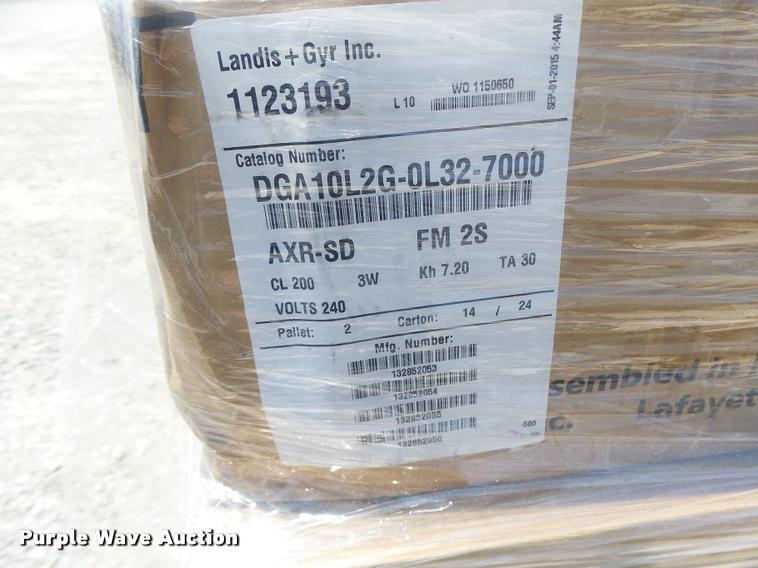 Landis+Gyr Inc.
1123193 L 10 WO 1150650
SEP-01-2015 4:44AM
Catalog Number:
DGA10L2G-0L32-7000
AXR-SD FM 2S
CL 200 3W Kh 7.20 TA 30
VOLTS 240
Pallet: 2 Carton: 14 / 24
Mfg. Number:
132852053
132852054
132852055
132852056
-500
sembled in
c. Lafayet
Purple Wave Auction